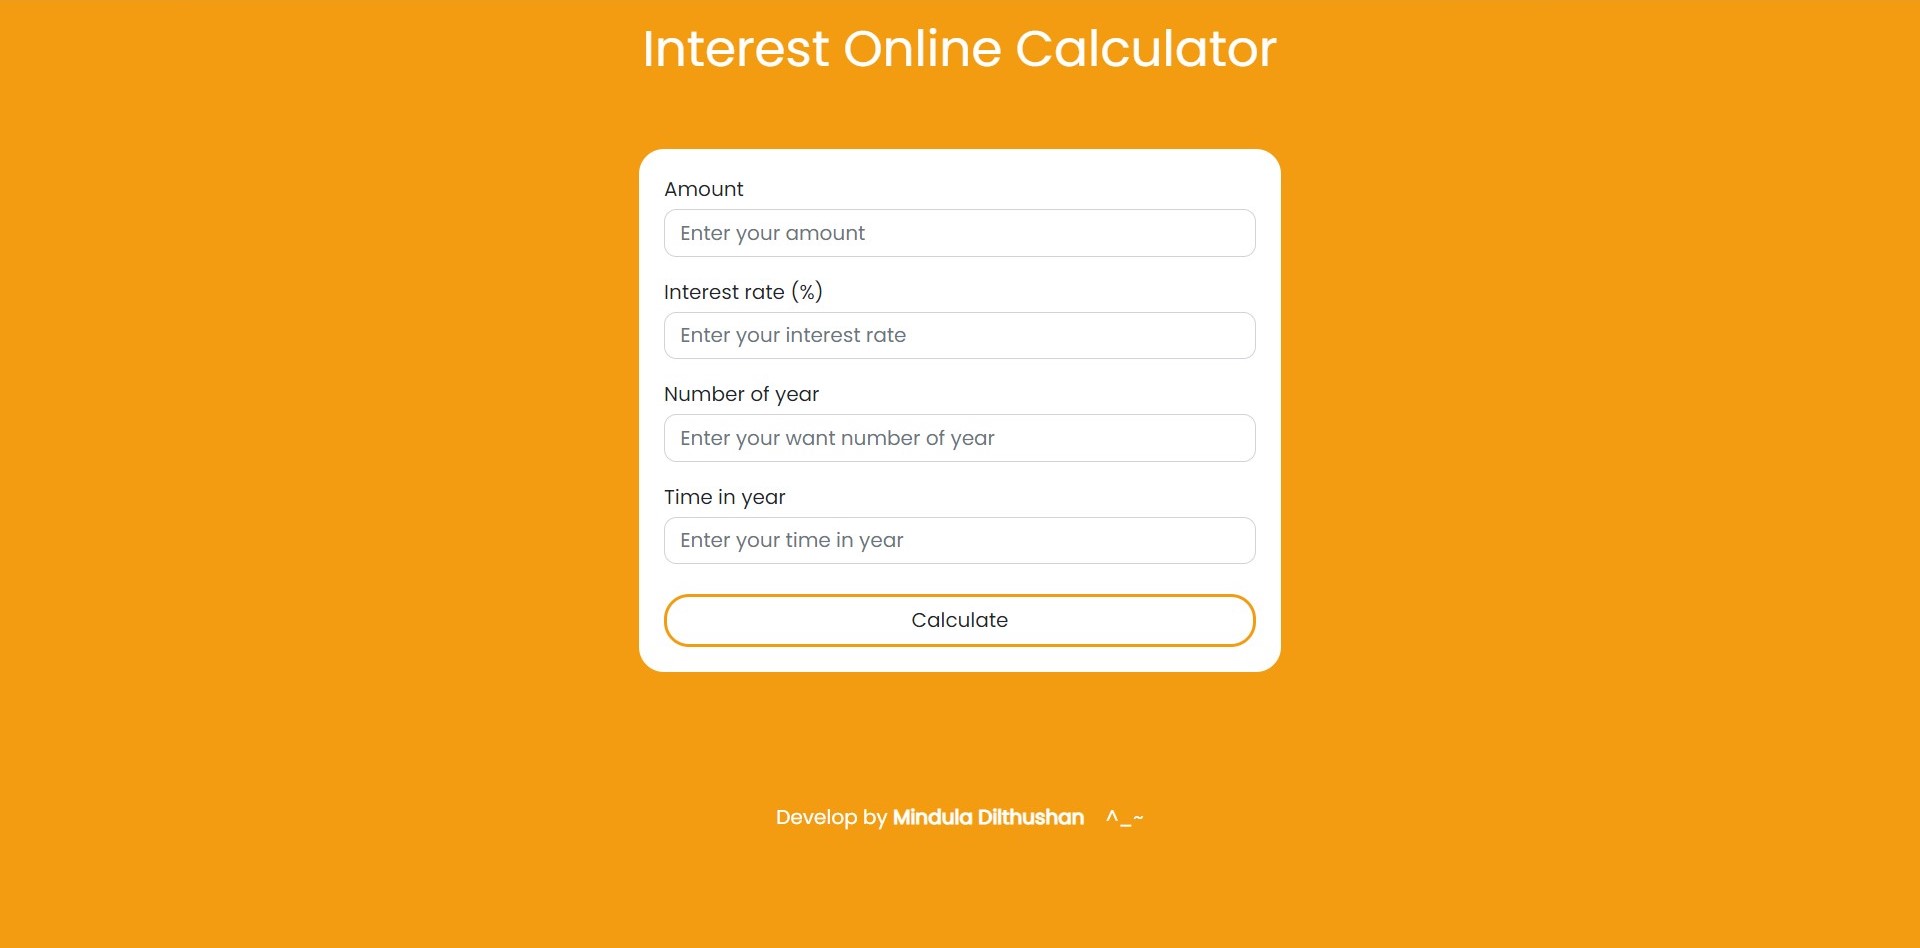 Interest Online Calculator
Amount
Enter your amount
Interest rate (%)
Enter your interest rate
Number of year
Enter your want number of year
Time in year
Enter your time in year
Calculate
Develop by Mindula Dilthushan ^_~